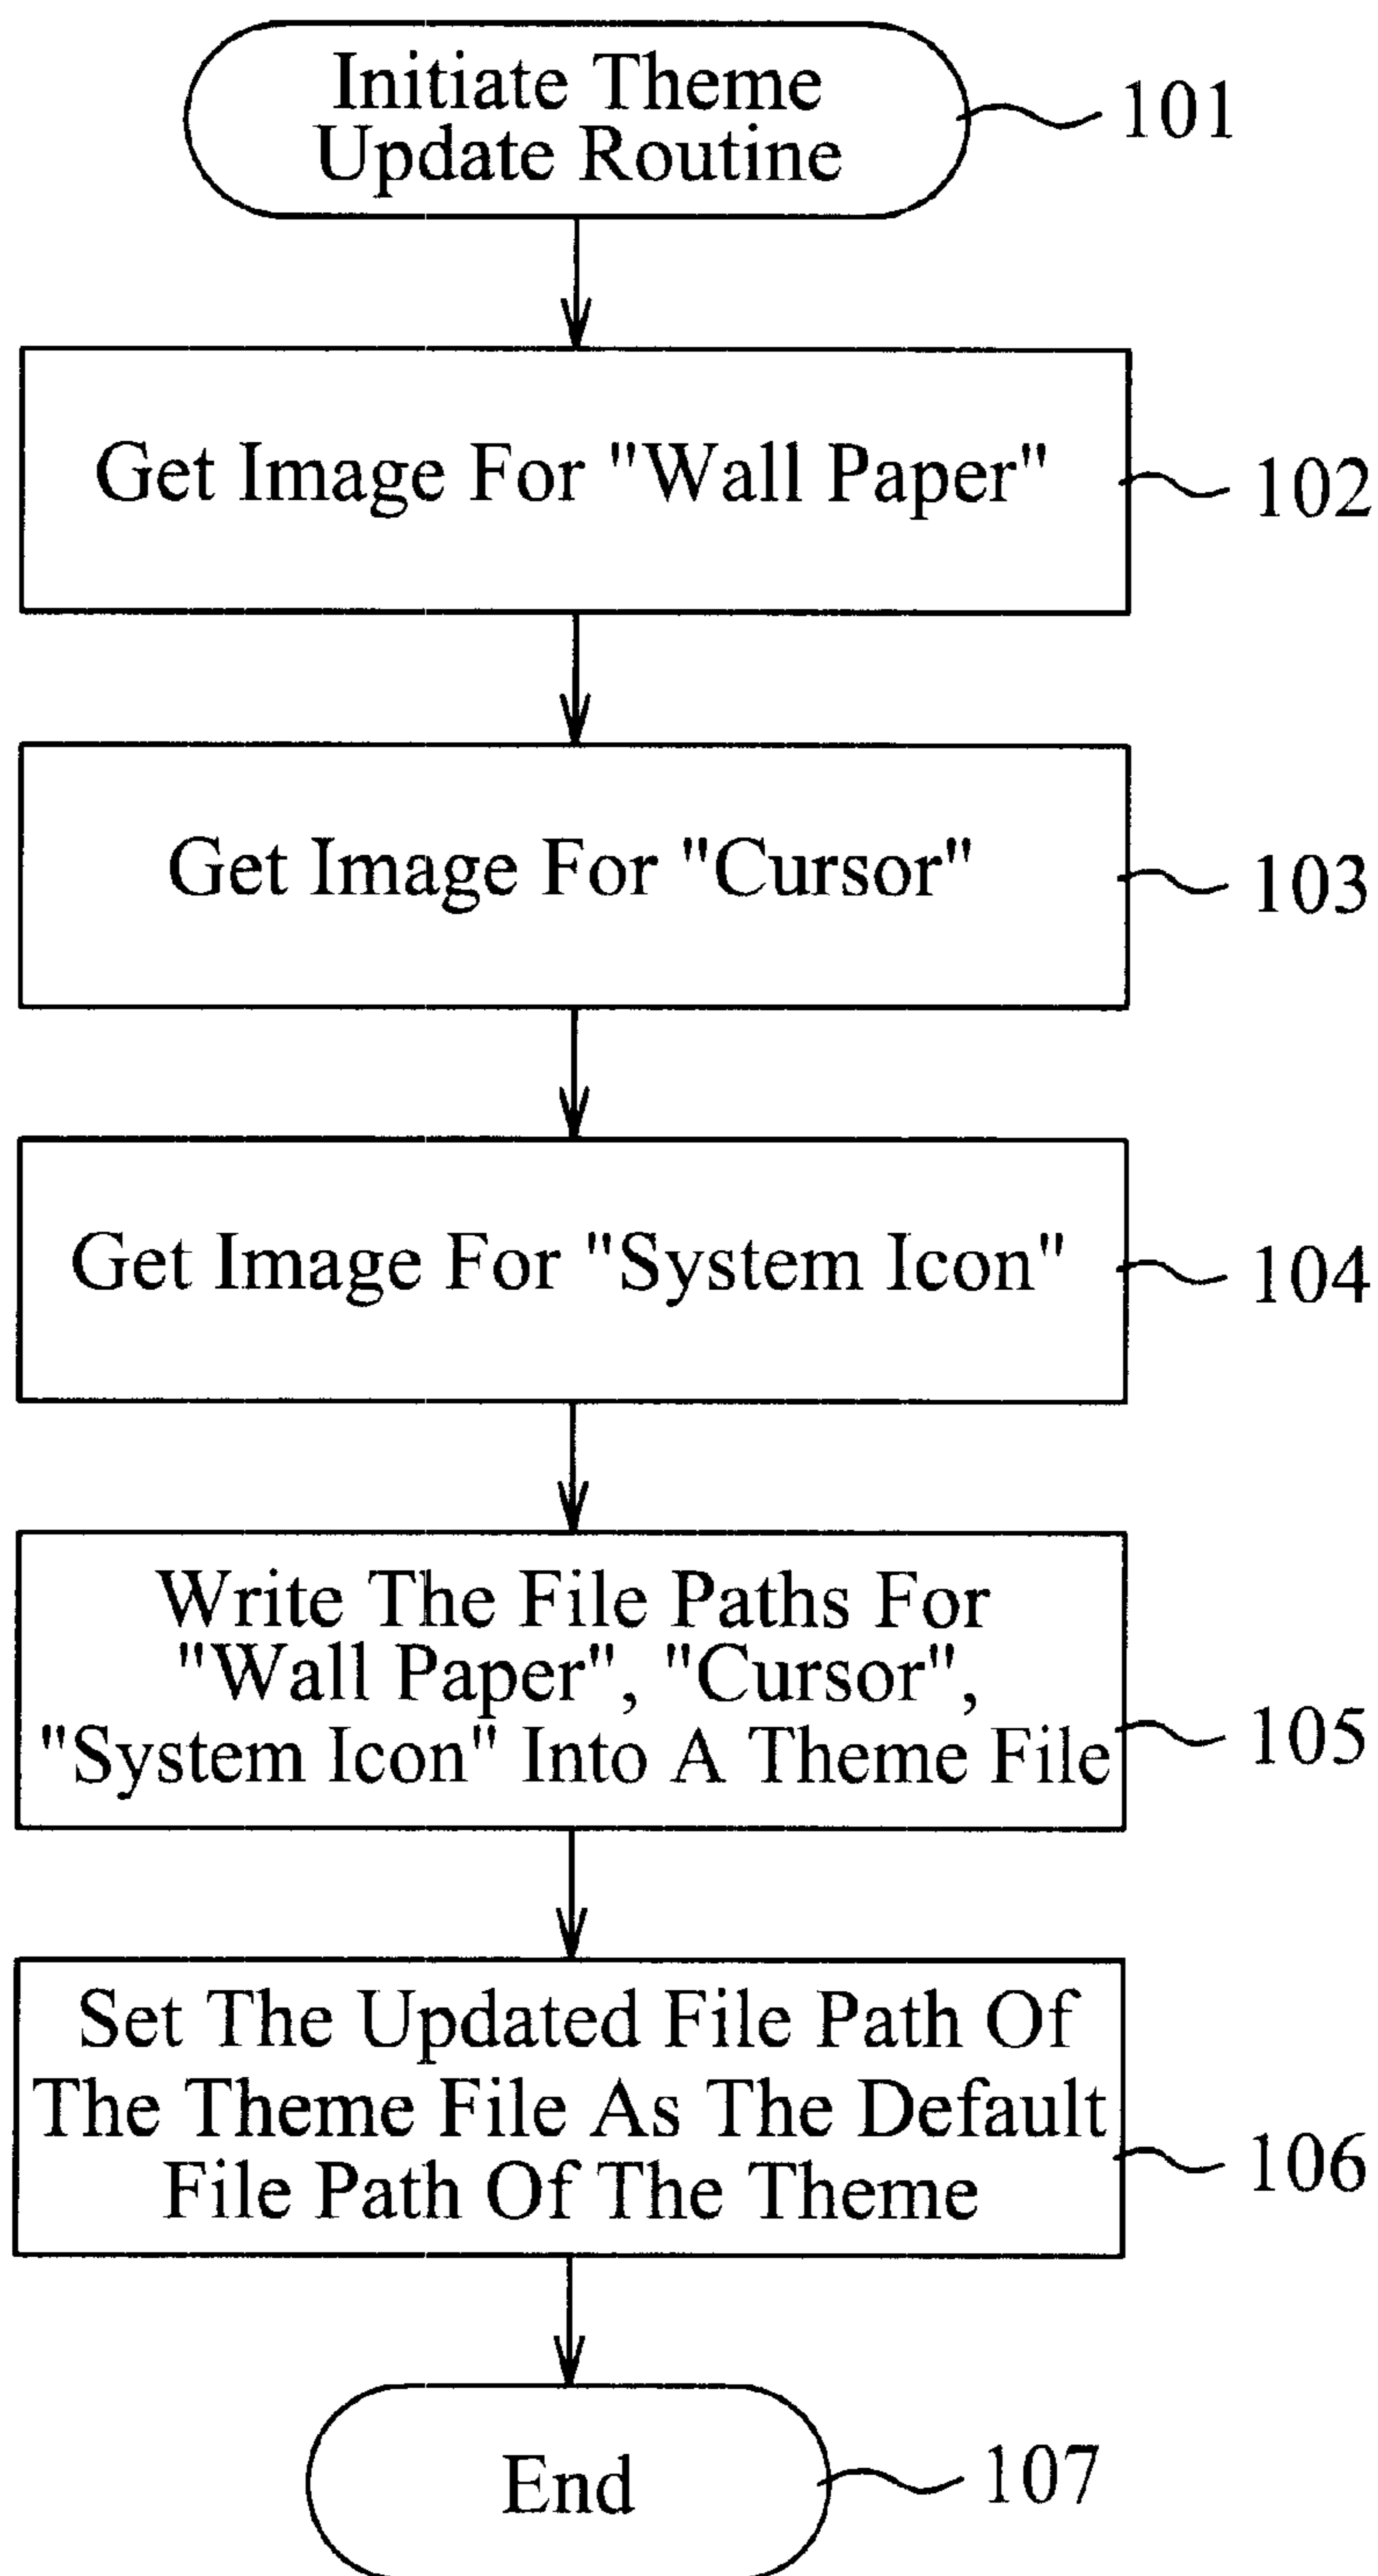 Initiate Theme
Update Routine
101
Get Image For "Wall Paper"
102
Get Image For "Cursor"
103
Get Image For "System Icon"
104
Write The File Paths For
"Wall Paper", "Cursor",
"System Icon" Into A Theme File
105
Set The Updated File Path Of
The Theme File As The Default
File Path Of The Theme
106
End
107